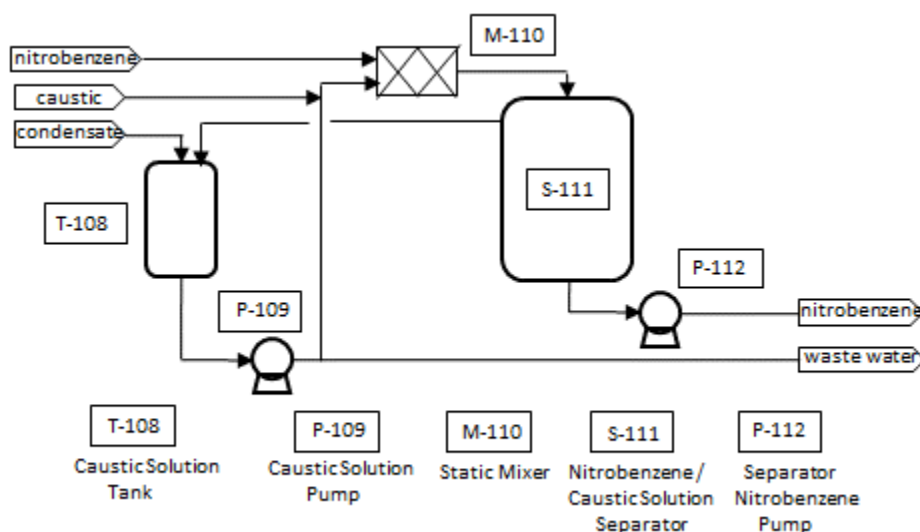 M-110
nitrobenzene
caustic
condensate
S-111
T-108
P-112
P-109
nitrobenzene
waste water
T-108
P-109
M-110
S-111
P-112
Caustic Solution
Tank
Caustic Solution
Pump
Static Mixer
Nitrobenzene/
Caustic Solution
Separator
Separator
Nitrobenzene
Pump